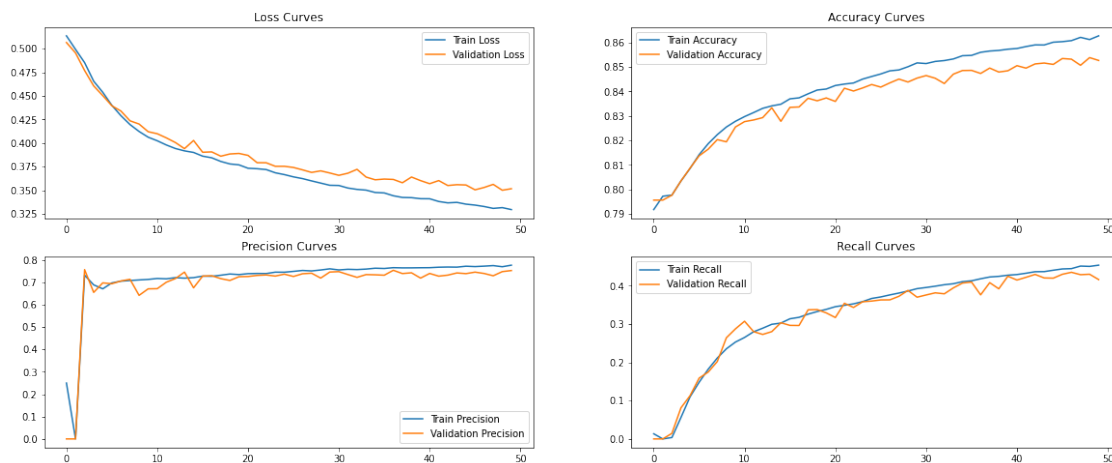 Loss Curves
0.500
0.475
0.450
0.425
0.400
0.375
0.350
0.325
0 10 20 30 40 50
Train Loss
Validation Loss
Accuracy Curves
0.86
0.85
0.84
0.83
0.82
0.81
0.80
0.79
0 10 20 30 40 50
Train Accuracy
Validation Accuracy
Precision Curves
0.8
0.7
0.6
0.5
0.4
0.3
0.2
0.1
0.0
0 10 20 30 40 50
Train Precision
Validation Precision
Recall Curves
0.4
0.3
0.2
0.1
0.0
0 10 20 30 40 50
Train Recall
Validation Recall